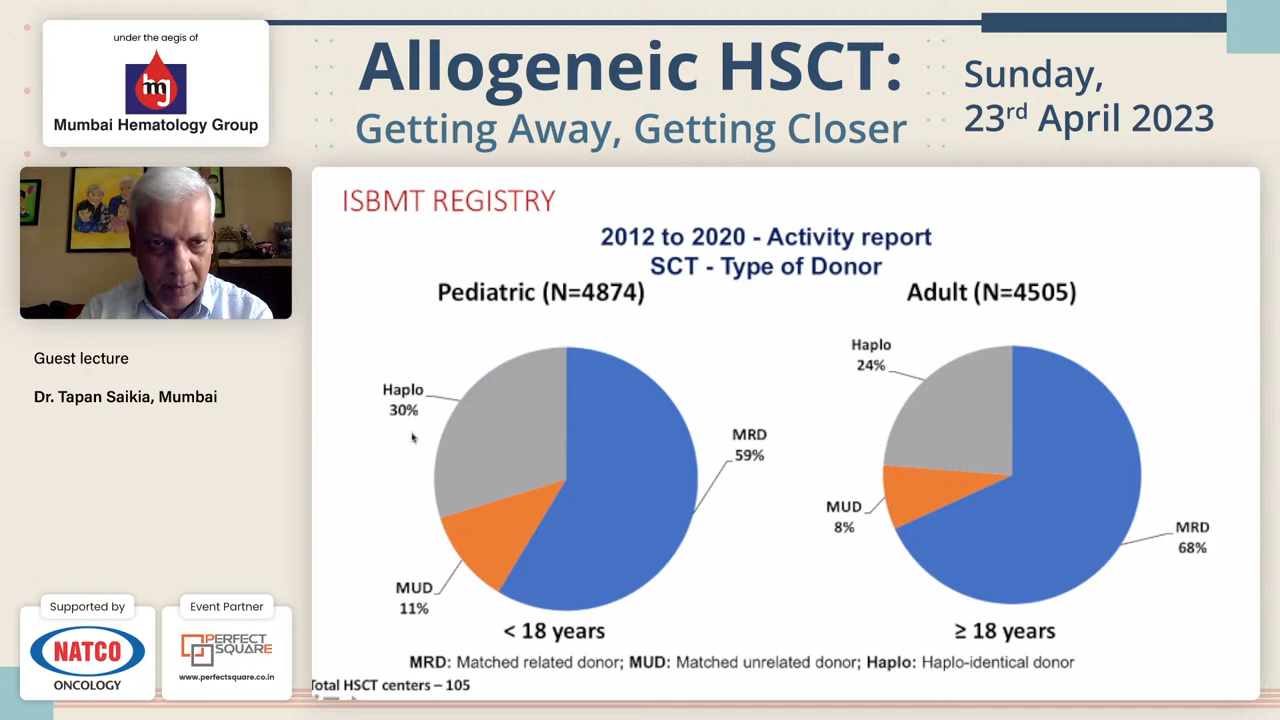 under the aegis of
mg
Mumbai Hematology Group
Allogeneic HSCT:
Getting Away, Getting Closer
Sunday,
23rd April 2023
Guest lecture
Dr. Tapan Saikia, Mumbai
Supported by
NATCO
ONCOLOGY
Event Partner
PERFECT
SQUARE
www.perfectsquare.co.in
ISBMT REGISTRY
2012 to 2020 - Activity report
SCT - Type of Donor
Pediatric (N=4874)
Haplo
30%
MRD
59%
MUD
11%
< 18 years
Adult (N=4505)
Haplo
24%
MUD
8%
MRD
68%
≥ 18 years
MRD: Matched related donor; MUD: Matched unrelated donor; Haplo: Haplo-identical donor
Total HSCT centers – 105